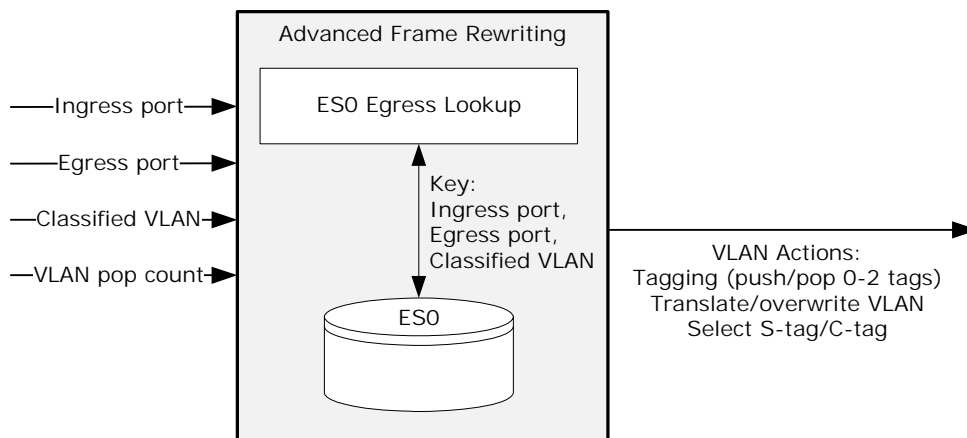 Advanced Frame Rewriting
ES0 Egress Lookup
Ingress port
Egress port
Classified VLAN
VLAN pop count
Key:
Ingress port,
Egress port,
Classified VLAN
ES0
VLAN Actions:
Tagging (push/pop 0-2 tags)
Translate/overwrite VLAN
Select S-tag/C-tag